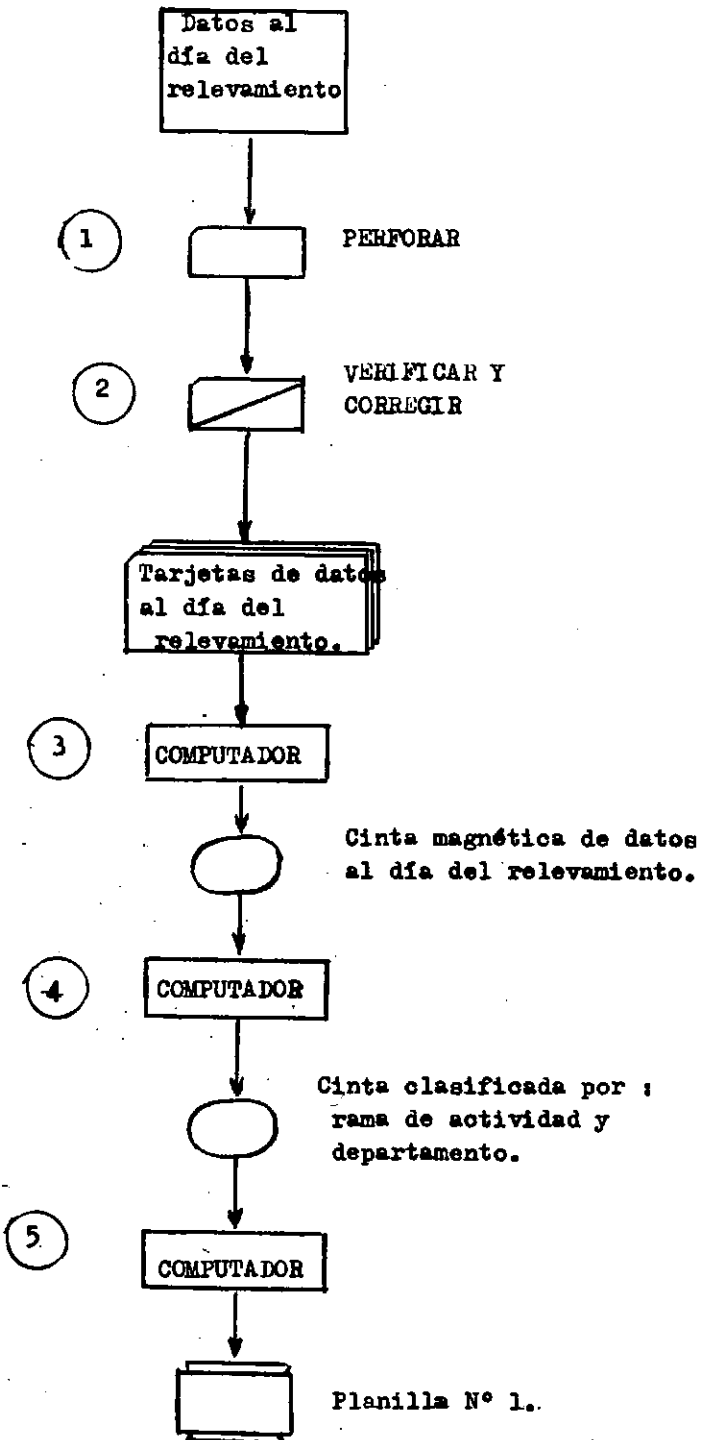 Datos al
día del
relevamiento
1
PERFORAR
2
VERIFICAR Y
CORREGIR
Tarjetas de datos
al día del
relevamiento.
3
COMPUTADOR
Cinta magnética de datos
al día del relevamiento.
4
COMPUTADOR
Cinta clasificada por :
rama de actividad y
departamento.
5
COMPUTADOR
Planilla Nº 1.